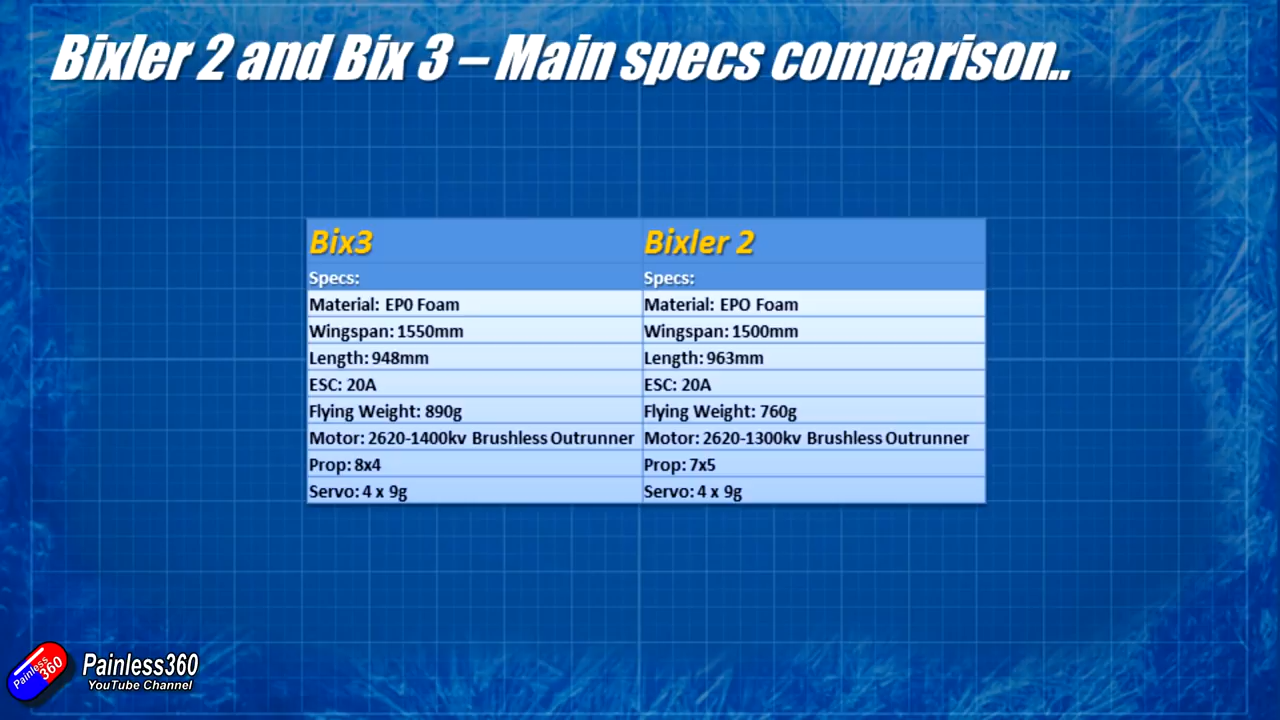 Bixler 2 and Bix 3 – Main specs comparison..
Bix3 Bixler 2
Specs: Specs:
Material: EP0 Foam Material: EPO Foam
Wingspan: 1550mm Wingspan: 1500mm
Length: 948mm Length: 963mm
ESC: 20A ESC: 20A
Flying Weight: 890g Flying Weight: 760g
Motor: 2620-1400kv Brushless Outrunner Motor: 2620-1300kv Brushless Outrunner
Prop: 8x4 Prop: 7x5
Servo: 4 x 9g Servo: 4 x 9g
Painless 360
Painless360
YouTube Channel